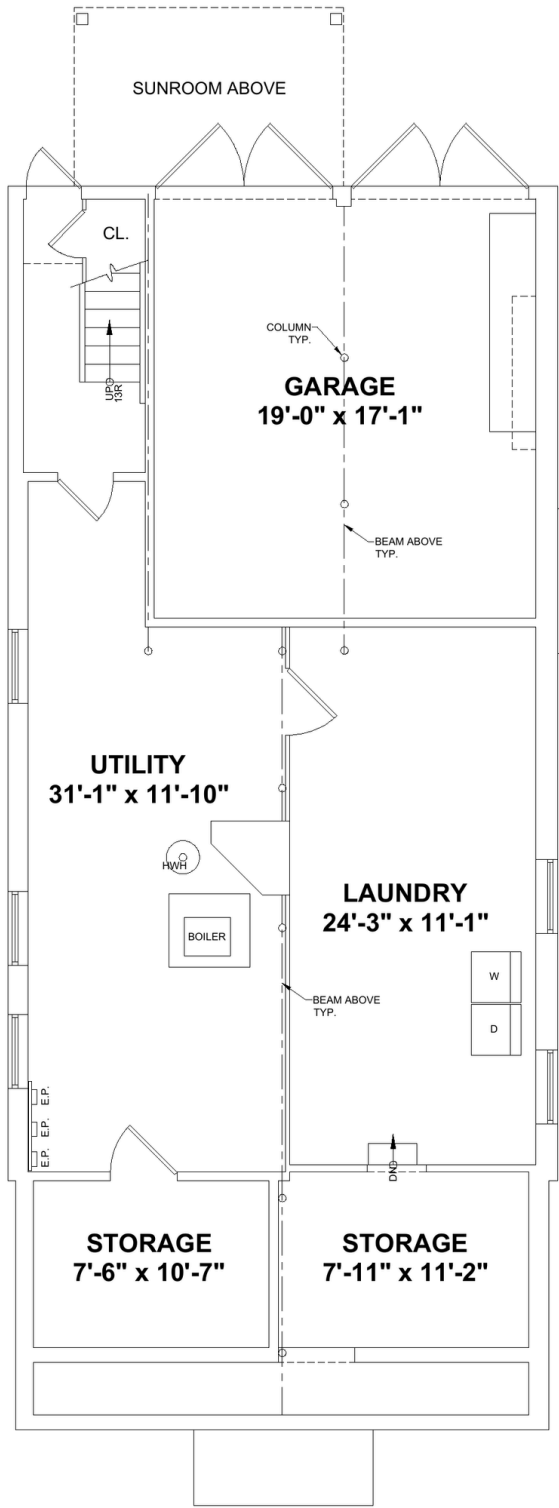 SUNROOM ABOVE
CL.
UP
13R
COLUMN
TYP.
GARAGE
19'-0" x 17'-1"
BEAM ABOVE
TYP.
UTILITY
31'-1" x 11'-10"
HWH
BOILER
LAUNDRY
24'-3" x 11'-1"
W
D
BEAM ABOVE
TYP.
E.P.
E.P.
E.P.
DN
STORAGE
7'-6" x 10'-7"
STORAGE
7'-11" x 11'-2"